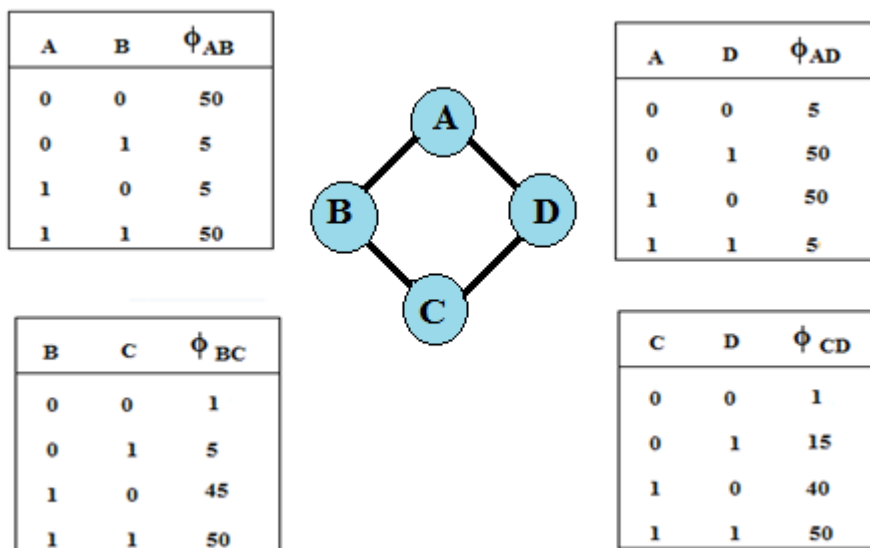 A B ϕAB
0 0 50
0 1 5
1 0 5
1 1 50
A
B
D
C
A D ϕAD
0 0 5
0 1 50
1 0 50
1 1 5
B C ϕBC
0 0 1
0 1 5
1 0 45
1 1 50
C D ϕCD
0 0 1
0 1 15
1 0 40
1 1 50